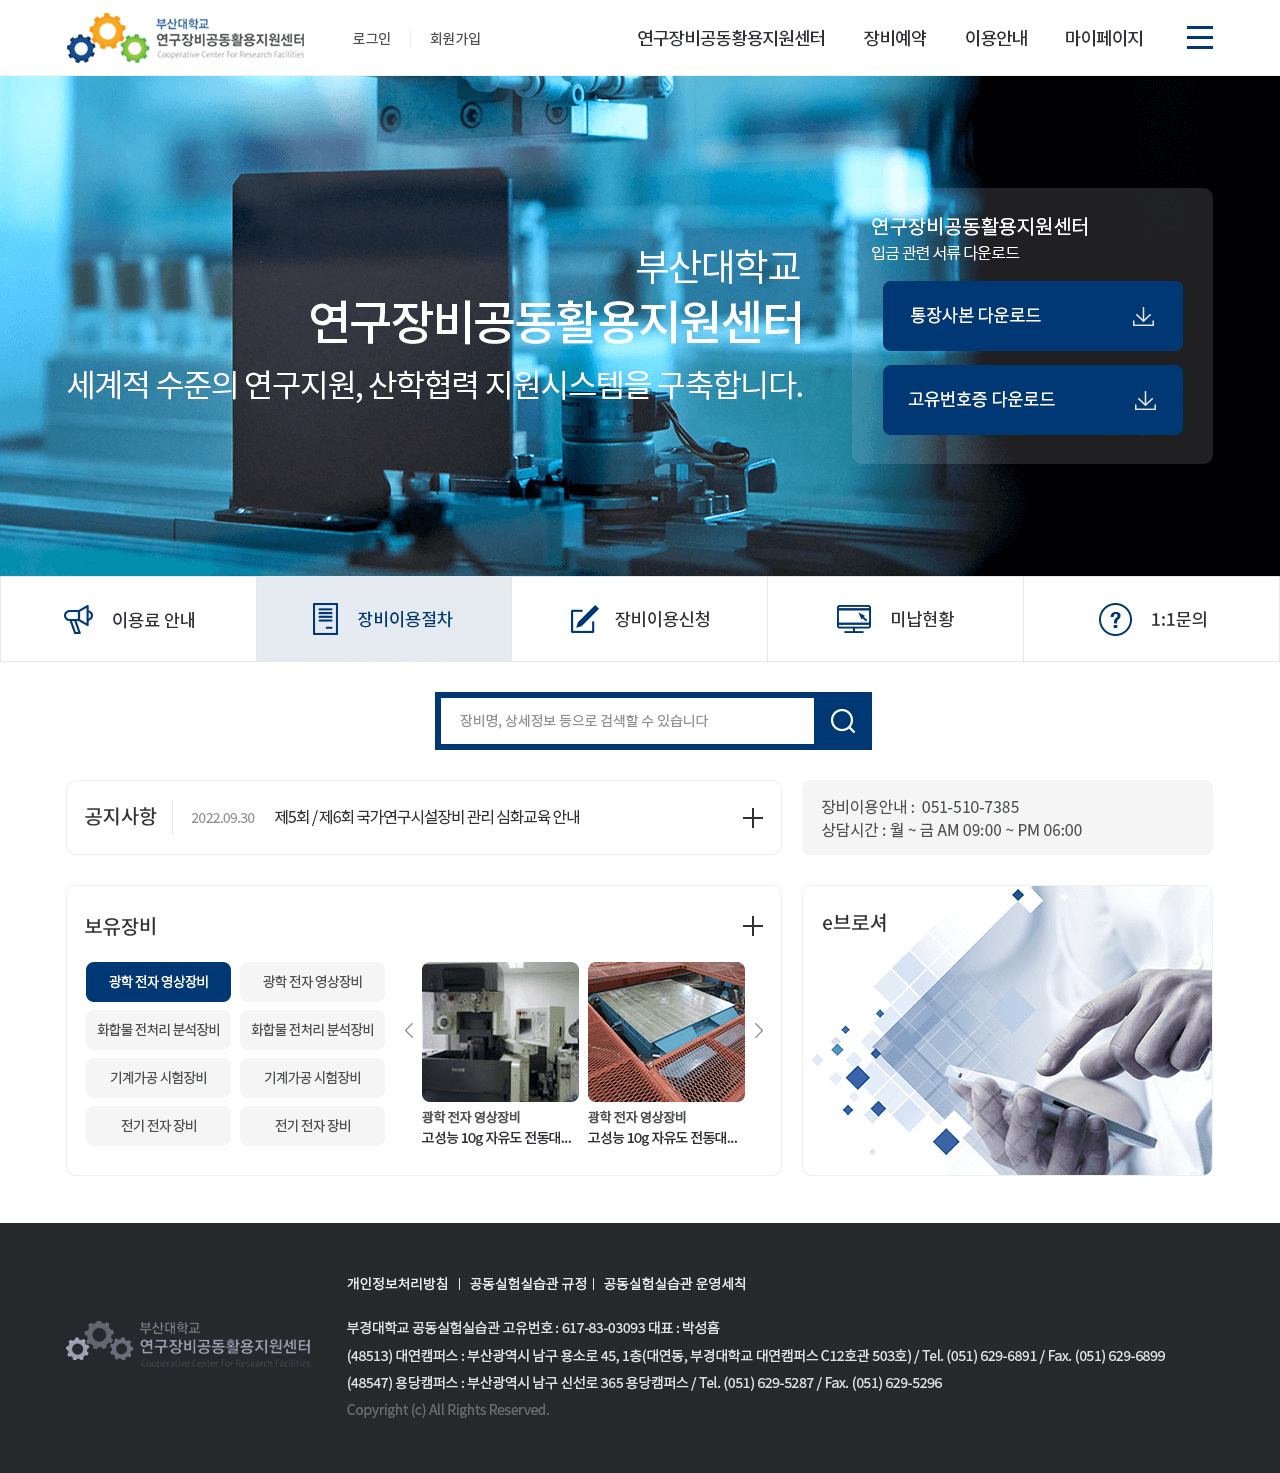 부산대학교
연구장비공동활용지원센터
Cooperative Center For Research Facilities
로그인
회원가입
연구장비공동활용지원센터
장비예약
이용안내
마이페이지
부산대학교
연구장비공동활용지원센터
세계적 수준의 연구지원, 산학협력 지원시스템을 구축합니다.
연구장비공동활용지원센터
입금 관련 서류 다운로드
통장사본 다운로드
고유번호증 다운로드
이용료 안내
장비이용절차
장비이용신청
미납현황
1:1문의
장비명, 상세정보 등으로 검색할 수 있습니다
공지사항
2022.09.30
제5회 / 제6회 국가연구시설장비 관리 심화교육 안내
장비이용안내 : 051-510-7385
상담시간 : 월 ~ 금 AM 09:00 ~ PM 06:00
보유장비
광학 전자 영상장비
광학 전자 영상장비
화합물 전처리 분석장비
화합물 전처리 분석장비
기계가공 시험장비
기계가공 시험장비
전기 전자 장비
전기 전자 장비
광학 전자 영상장비
고성능 10g 자유도 전동대...
광학 전자 영상장비
고성능 10g 자유도 전동대...
e브로셔
부산대학교
연구장비공동활용지원센터
Cooperative Center For Research Facilities
개인정보처리방침 | 공동실험실습관 규정 | 공동실험실습관 운영세칙
부경대학교 공동실험실습관 고유번호 : 617-83-03093 대표 : 박성흠
(48513) 대연캠퍼스 : 부산광역시 남구 용소로 45, 1층(대연동, 부경대학교 대연캠퍼스 C12호관 503호) / Tel. (051) 629-6891 / Fax. (051) 629-6899
(48547) 용당캠퍼스 : 부산광역시 남구 신선로 365 용당캠퍼스 / Tel. (051) 629-5287 / Fax. (051) 629-5296
Copyright (c) All Rights Reserved.